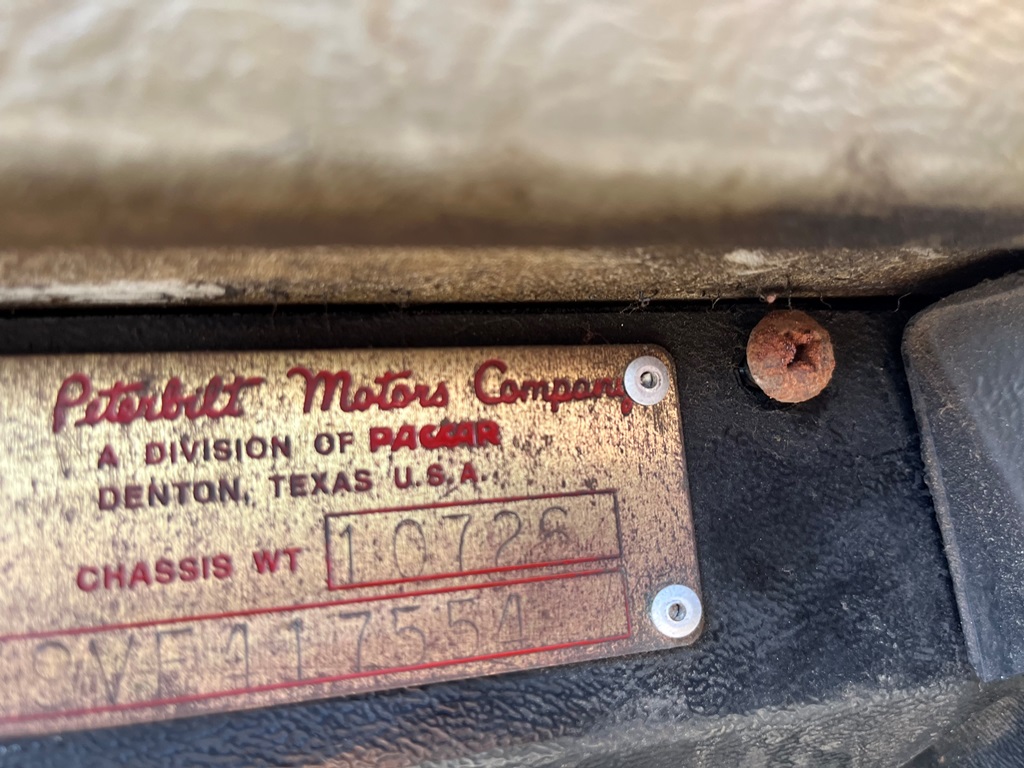 Peterbilt Motors Company
A DIVISION OF PACCAR
DENTON, TEXAS U.S.A.
CHASSIS WT 10726
9VF417554